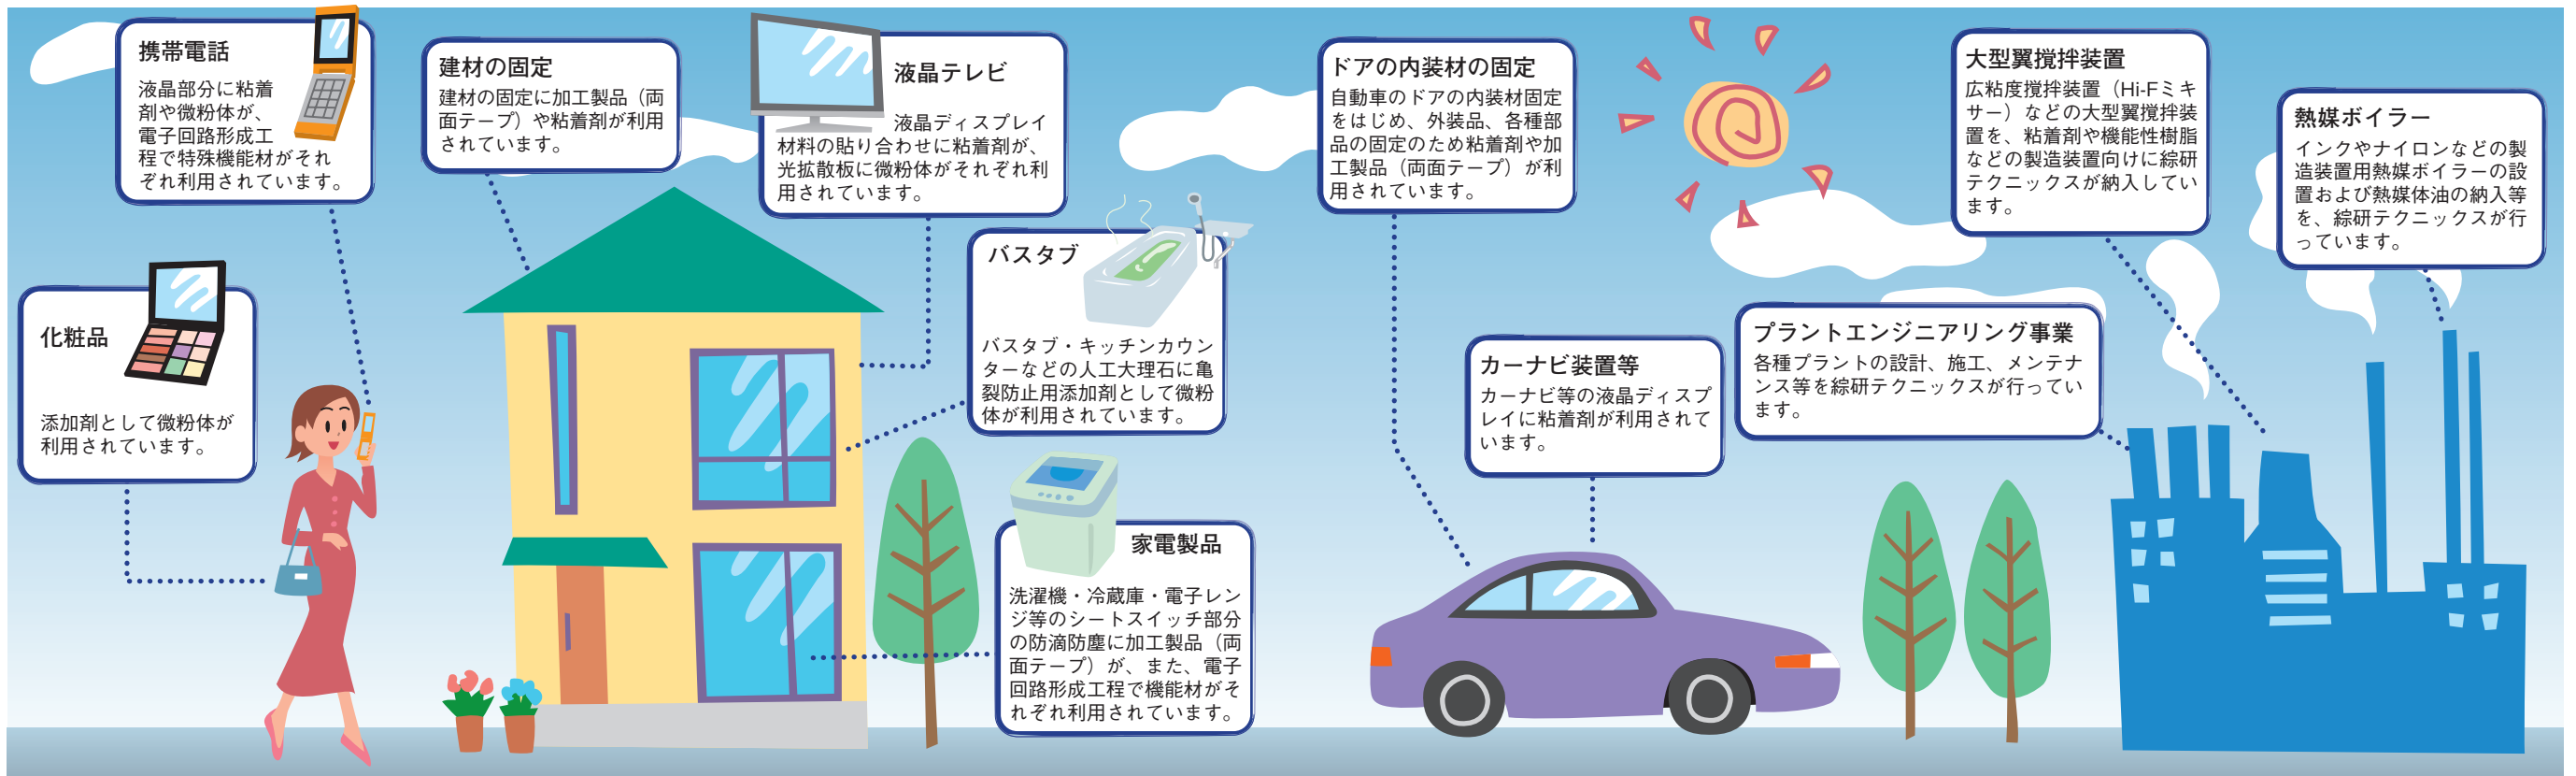 携帯電話
液晶部分に粘着
剤や微粉体が、
電子回路形成工
程で特殊機能材がそれ
ぞれ利用されています。
化粧品
添加剤として微粉体が
利用されています。
建材の固定
建材の固定に加工製品（両
面テープ）や粘着剤が利用
されています。
液晶テレビ
液晶ディスプレイ
材料の貼り合わせに粘着剤が、
光拡散板に微粉体がそれぞれ利
用されています。
バスタブ
バスタブ・キッチンカウン
ターなどの人工大理石に亀
裂防止用添加剤として微粉
体が利用されています。
家電製品
洗濯機・冷蔵庫・電子レン
ジ等のシートスイッチ部分
の防滴防塵に加工製品（両
面テープ）が、また、電子
回路形成工程で機能材がそ
れぞれ利用されています。
ドアの内装材の固定
自動車のドアの内装材固定
をはじめ、外装品、各種部
品の固定のため粘着剤や加
工製品（両面テープ）が利
用されています。
カーナビ装置等
カーナビ等の液晶ディスプ
レイに粘着剤が利用されて
います。
大型翼撹拌装置
広粘度撹拌装置（Hi-Fミキ
サー）などの大型翼撹拌装
置を、粘着剤や機能性樹脂
などの製造装置向けに綜研
テクニックスが納入してい
ます。
プラントエンジニアリング事業
各種プラントの設計、施工、メンテナ
ンス等を綜研テクニックスが行ってい
ます。
熱媒ボイラー
インクやナイロンなどの製
造装置用熱媒ボイラーの設
置および熱媒体油の納入等
を、綜研テクニックスが行
っています。